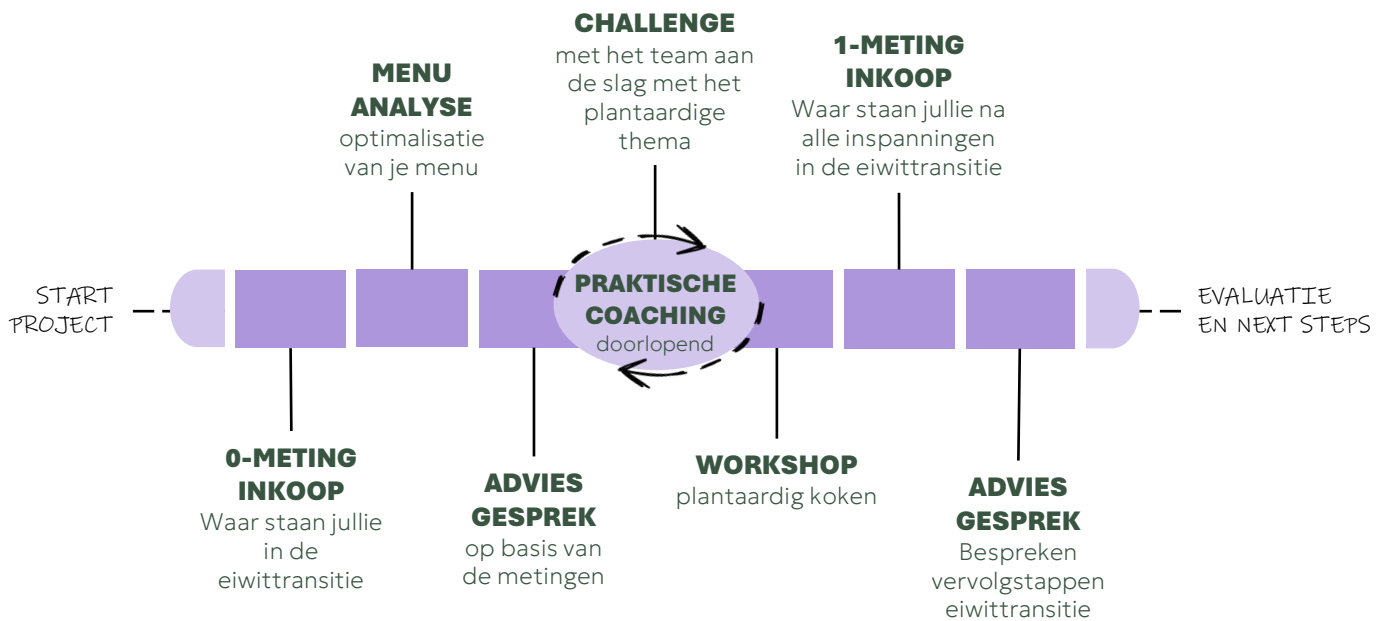 START
PROJECT
0-METING
INKOOP
Waar staan jullie
in de
eiwittransitie
MENU
ANALYSE
optimalisatie
van je menu
ADVIES
GESPREK
op basis van
de metingen
CHALLENGE
met het team aan
de slag met het
plantaardige
thema
PRAKTISCHE
COACHING
doorlopend
WORKSHOP
plantaardig koken
1-METING
INKOOP
Waar staan jullie na
alle inspanningen
in de eiwittransitie
ADVIES
GESPREK
Bespreken
vervolgstappen
eiwittransitie
EVALUATIE
EN NEXT STEPS